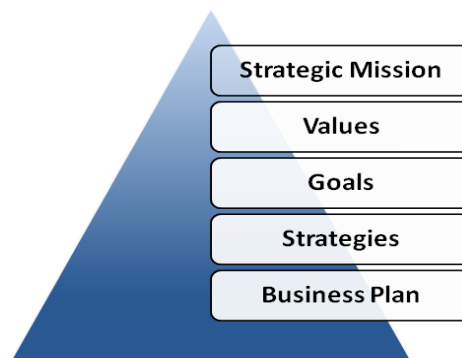 Strategic Mission
Values
Goals
Strategies
Business Plan